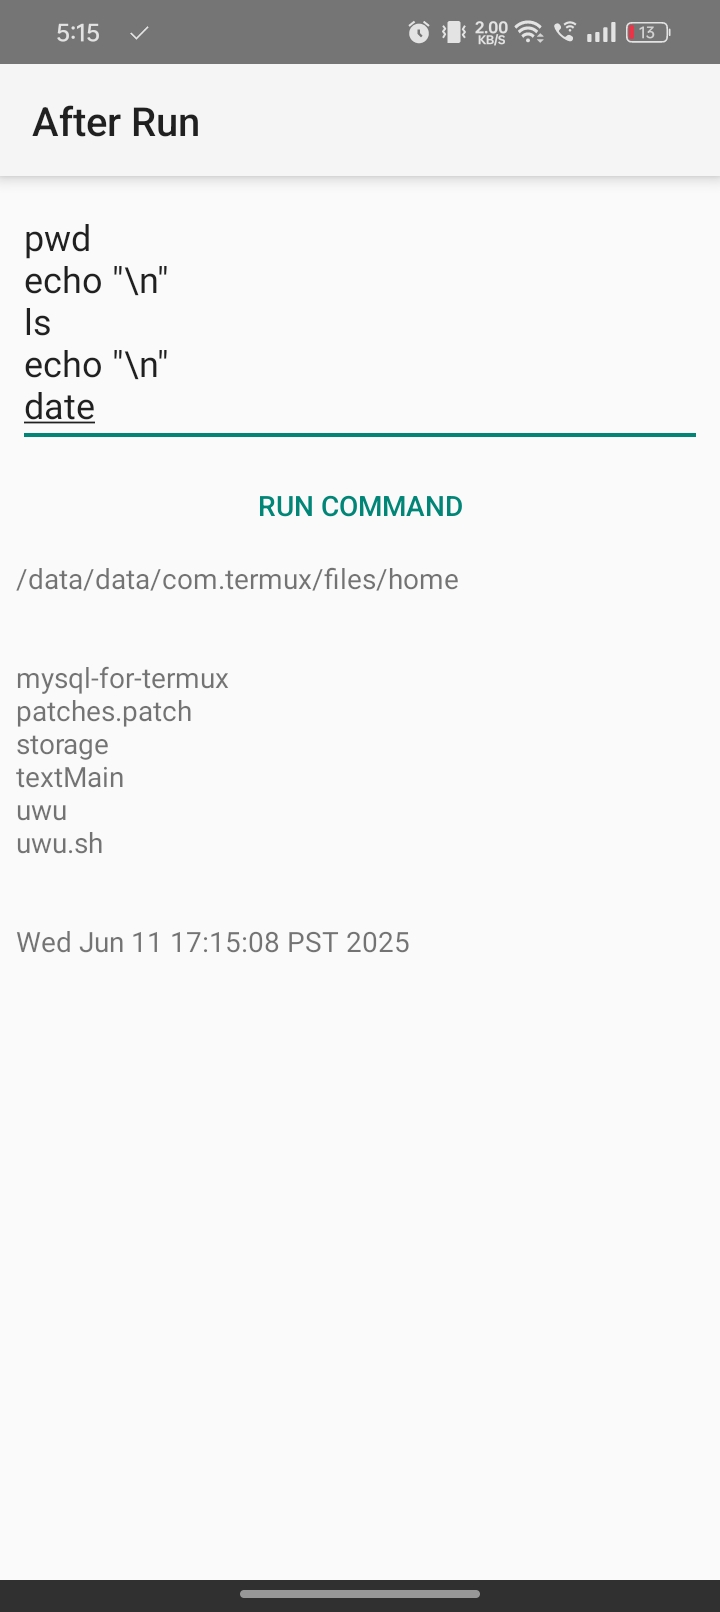 5:15
2.00
KB/S
13
After Run
pwd
echo "\n"
ls
echo "\n"
date
RUN COMMAND
/data/data/com.termux/files/home
mysql-for-termux
patches.patch
storage
textMain
uwu
uwu.sh
Wed Jun 11 17:15:08 PST 2025